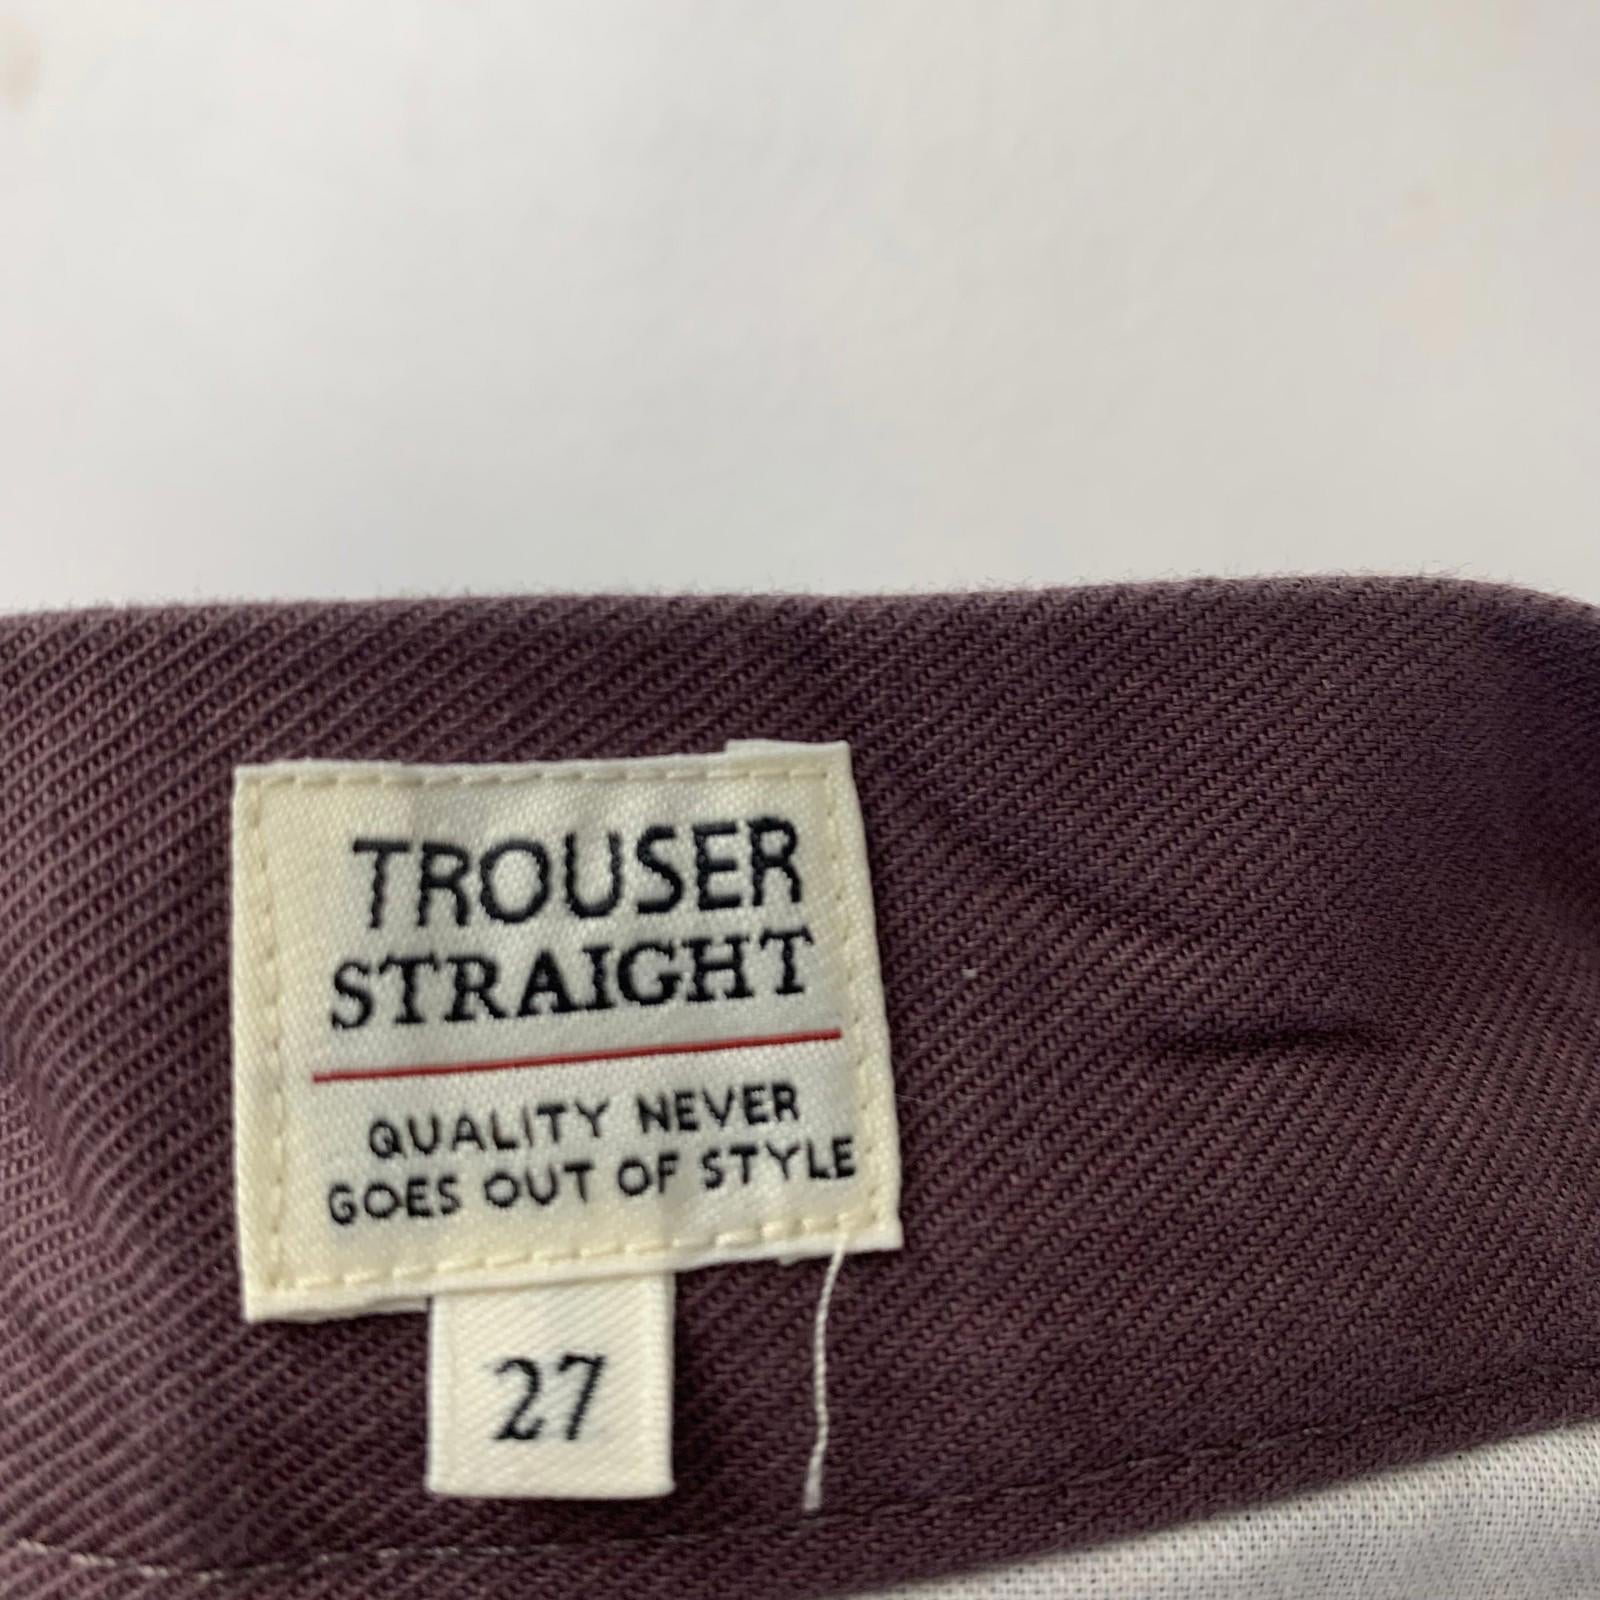 TROUSER
STRAIGHT
QUALITY NEVER
GOES OUT OF STYLE
27